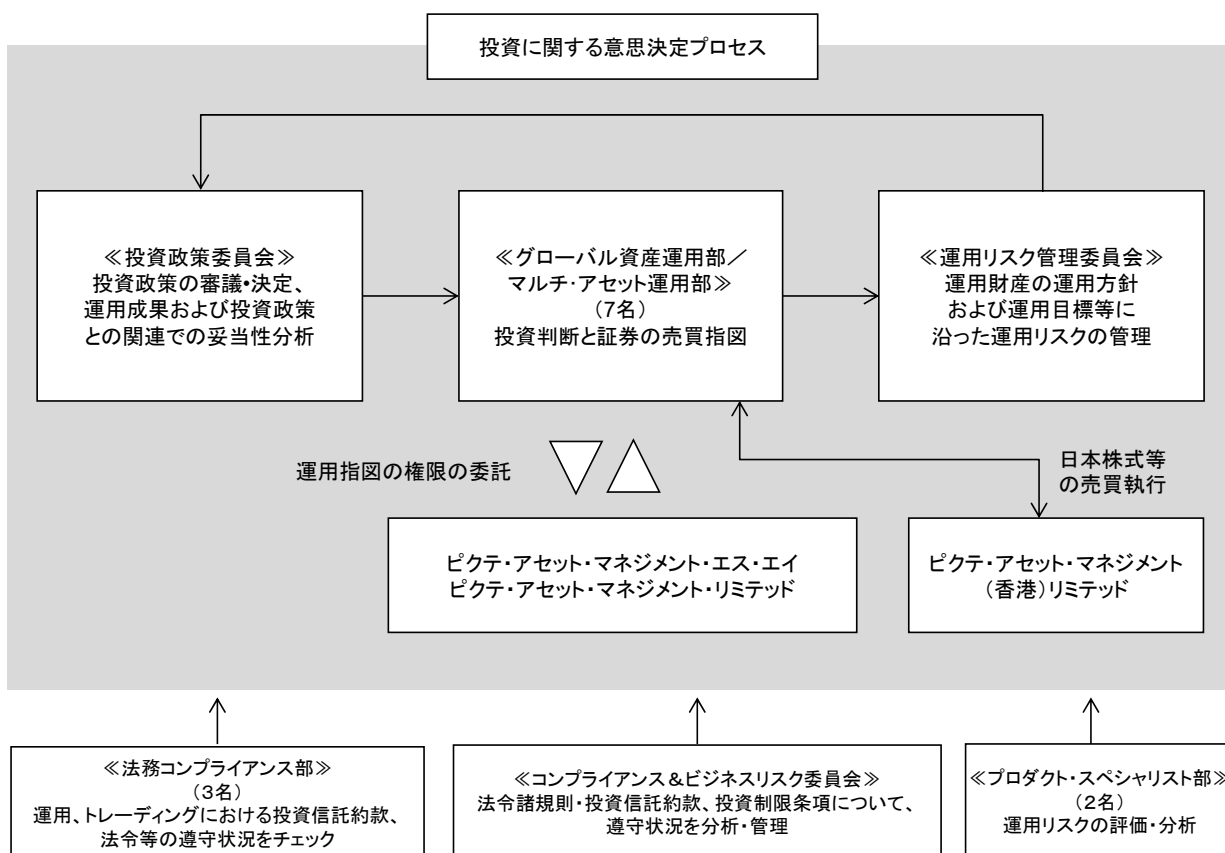 投資に関する意思決定プロセス
≪投資政策委員会≫
投資政策の審議・決定、
運用成果および投資政策
との関連での妥当性分析
≪グローバル資産運用部／
マルチ・アセット運用部≫
(7名)
投資判断と証券の売買指図
≪運用リスク管理委員会≫
運用財産の運用方針
および運用目標等に
沿った運用リスクの管理
運用指図の権限の委託
日本株式等
の売買執行
ピクテ・アセット・マネジメント・エス・エイ
ピクテ・アセット・マネジメント・リミテッド
ピクテ・アセット・マネジメント
(香港)リミテッド
≪法務コンプライアンス部≫
(3名)
運用、トレーディングにおける投資信託約款、
法令等の遵守状況をチェック
≪コンプライアンス＆ビジネスリスク委員会≫
法令諸規則・投資信託約款、投資制限条項について、
遵守状況を分析・管理
≪プロダクト・スペシャリスト部≫
(2名)
運用リスクの評価・分析